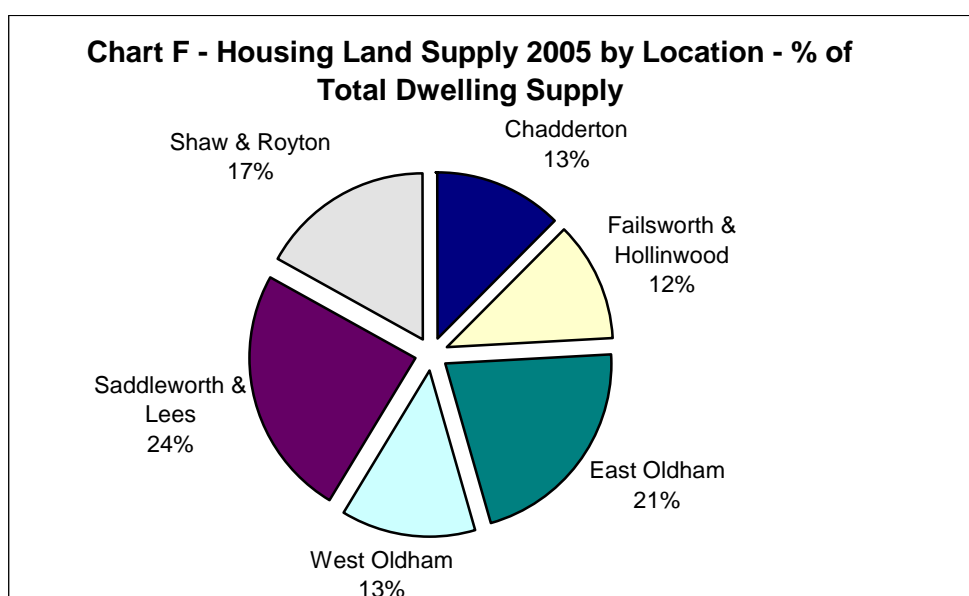 Chart F - Housing Land Supply 2005 by Location - % of
Total Dwelling Supply
Chadderton
13%
Failsworth &
Hollinwood
12%
East Oldham
21%
West Oldham
13%
Saddleworth &
Lees
24%
Shaw & Royton
17%